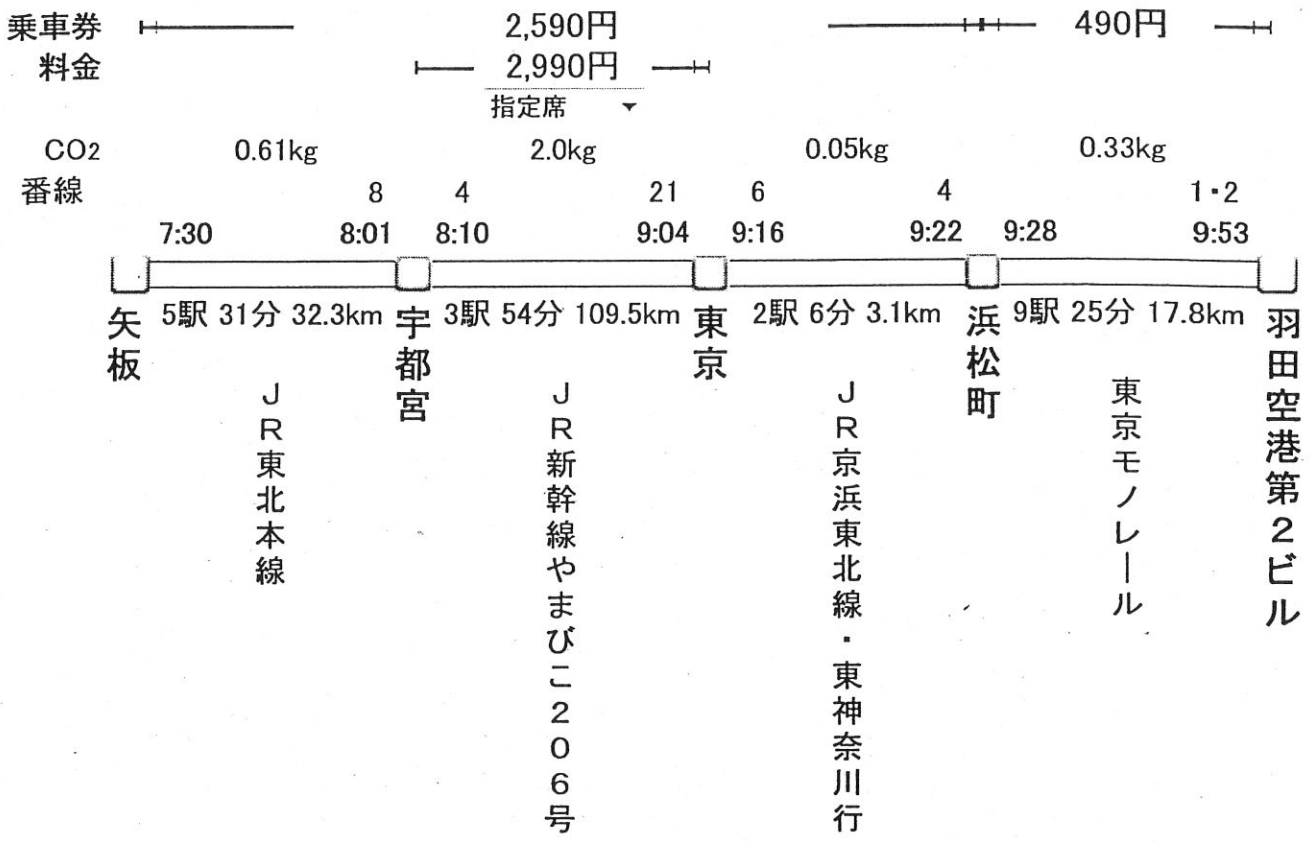 乗車券 2,590円 490円
料金 2,990円
指定席 ▼
CO2 0.61kg 2.0kg 0.05kg 0.33kg
番線 8 4 21 6 4 1・2
7:30 8:01 8:10 9:04 9:16 9:22 9:28 9:53
5駅 31分 32.3km 3駅 54分 109.5km 2駅 6分 3.1km 9駅 25分 17.8km
矢板
宇都宮
東京
浜松町
羽田空港第2ビル
JR東北本線
JR新幹線やまびこ206号
JR京浜東北線・東神奈川行
東京モノレール